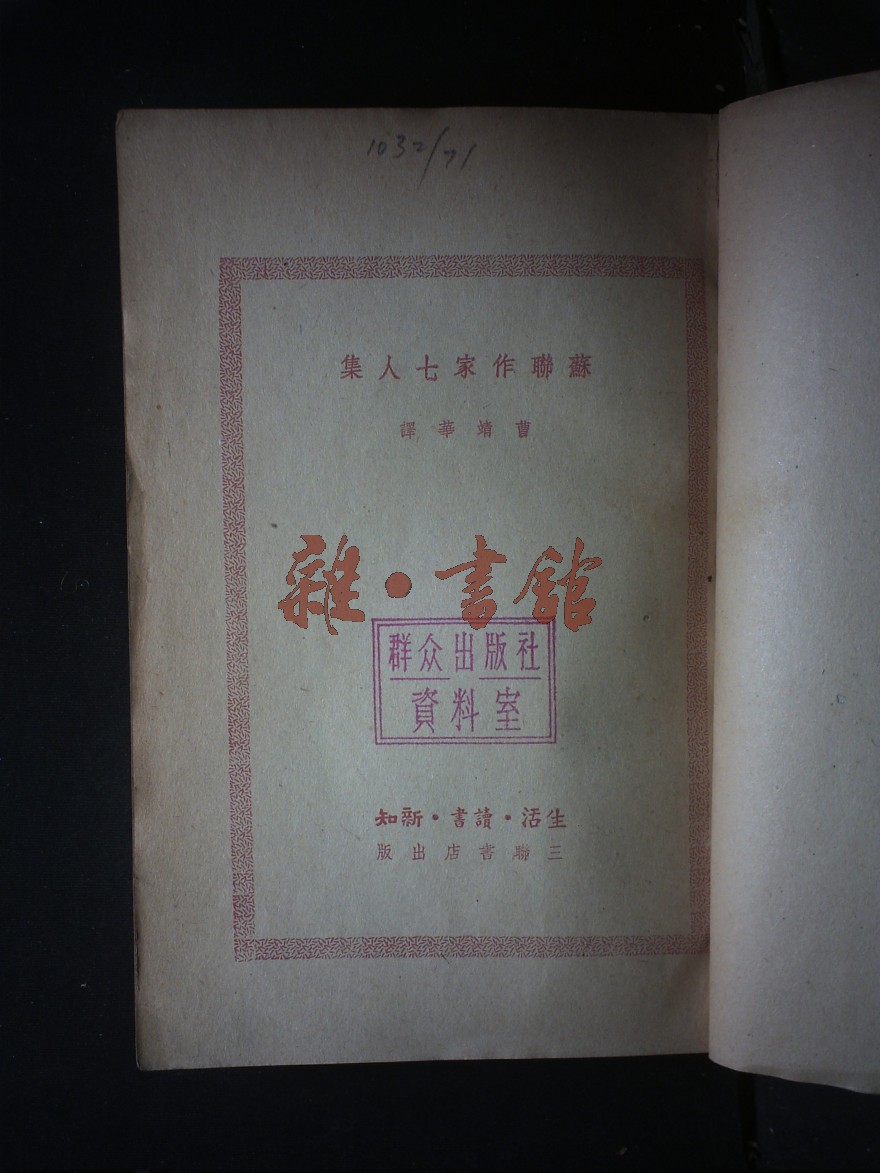 1032/71
蘇聯作家七人集
曹靖華譯
雜·書館
群众出版社
資料室
生活·讀書·新知
三聯書店出版